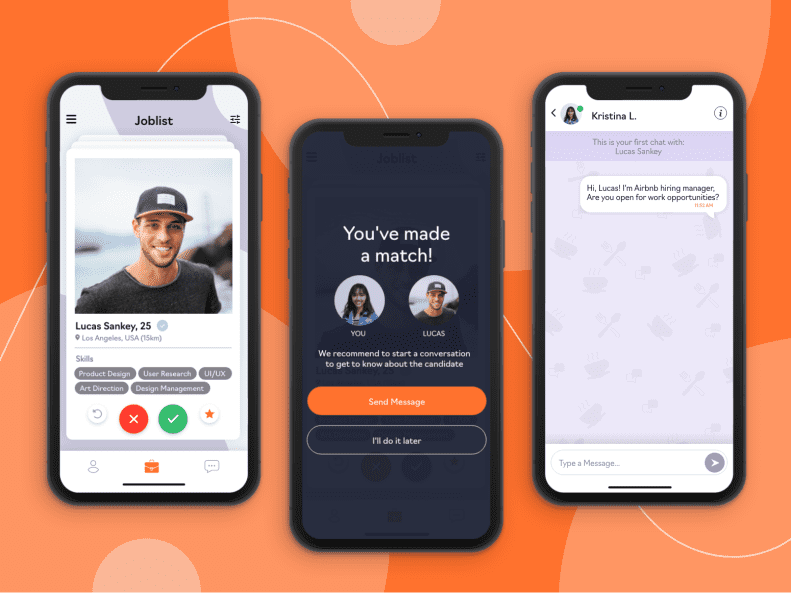 Joblist
Lucas Sankey, 25
Los Angeles, USA (15km)
Skills
Product Design
User Research
UI/UX
Art Direction
Design Management
Joblist
You've made
a match!
YOU
LUCAS
We recommend to start a conversation
to get to know about the candidate
Send Message
I'll do it later
Kristina L.
This is your first chat with:
Lucas Sankey
Hi, Lucas! I'm Airbnb hiring manager,
Are you open for work opportunities?
Type a Message...